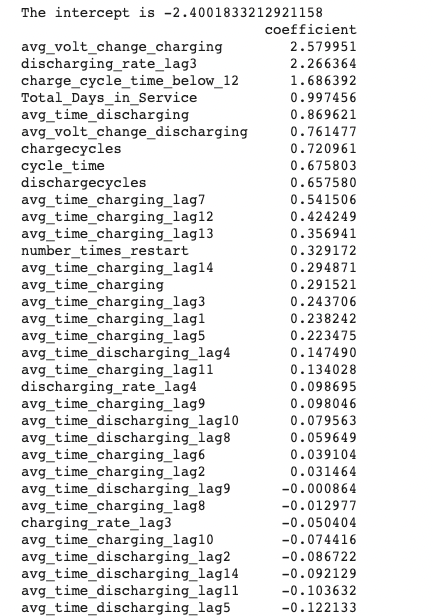 The intercept is -2.4001833212921158
coefficient
avg_volt_change_charging 2.579951
discharging_rate_lag3 2.266364
charge_cycle_time_below_12 1.686392
Total_Days_in_Service 0.997456
avg_time_discharging 0.869621
avg_volt_change_discharging 0.761477
chargecycles 0.720961
cycle_time 0.675803
dischargecycles 0.657580
avg_time_charging_lag7 0.541506
avg_time_charging_lag12 0.424249
avg_time_charging_lag13 0.356941
number_times_restart 0.329172
avg_time_charging_lag14 0.294871
avg_time_charging 0.291521
avg_time_charging_lag3 0.243706
avg_time_charging_lag1 0.238242
avg_time_charging_lag5 0.223475
avg_time_discharging_lag4 0.147490
avg_time_charging_lag11 0.134028
discharging_rate_lag4 0.098695
avg_time_charging_lag9 0.098046
avg_time_discharging_lag10 0.079563
avg_time_discharging_lag8 0.059649
avg_time_charging_lag6 0.039104
avg_time_charging_lag2 0.031464
avg_time_discharging_lag9 -0.000864
avg_time_charging_lag8 -0.012977
charging_rate_lag3 -0.050404
avg_time_charging_lag10 -0.074416
avg_time_discharging_lag2 -0.086722
avg_time_discharging_lag14 -0.092129
avg_time_discharging_lag11 -0.103632
avg_time_discharging_lag5 -0.122133